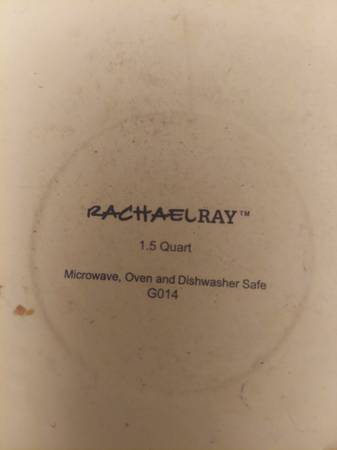 RACHAELRAY™
1.5 Quart
Microwave, Oven and Dishwasher Safe
G014